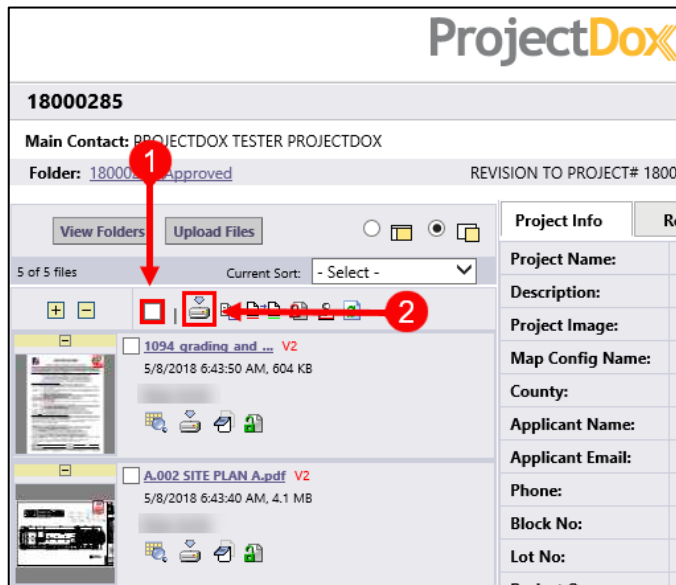 ProjectDox
18000285
Main Contact: PROJECTDOX TESTER PROJECTDOX
1
Folder: 18000 Approved
REVISION TO PROJECT# 1800
View Folders
Upload Files
5 of 5 files
Current Sort:
- Select -
2
1094 grading and ... V2
5/8/2018 6:43:50 AM, 604 KB
A.002 SITE PLAN A.pdf V2
5/8/2018 6:43:40 AM, 4.1 MB
Project Info
Project Name:
Description:
Project Image:
Map Config Name:
County:
Applicant Name:
Applicant Email:
Phone:
Block No:
Lot No: